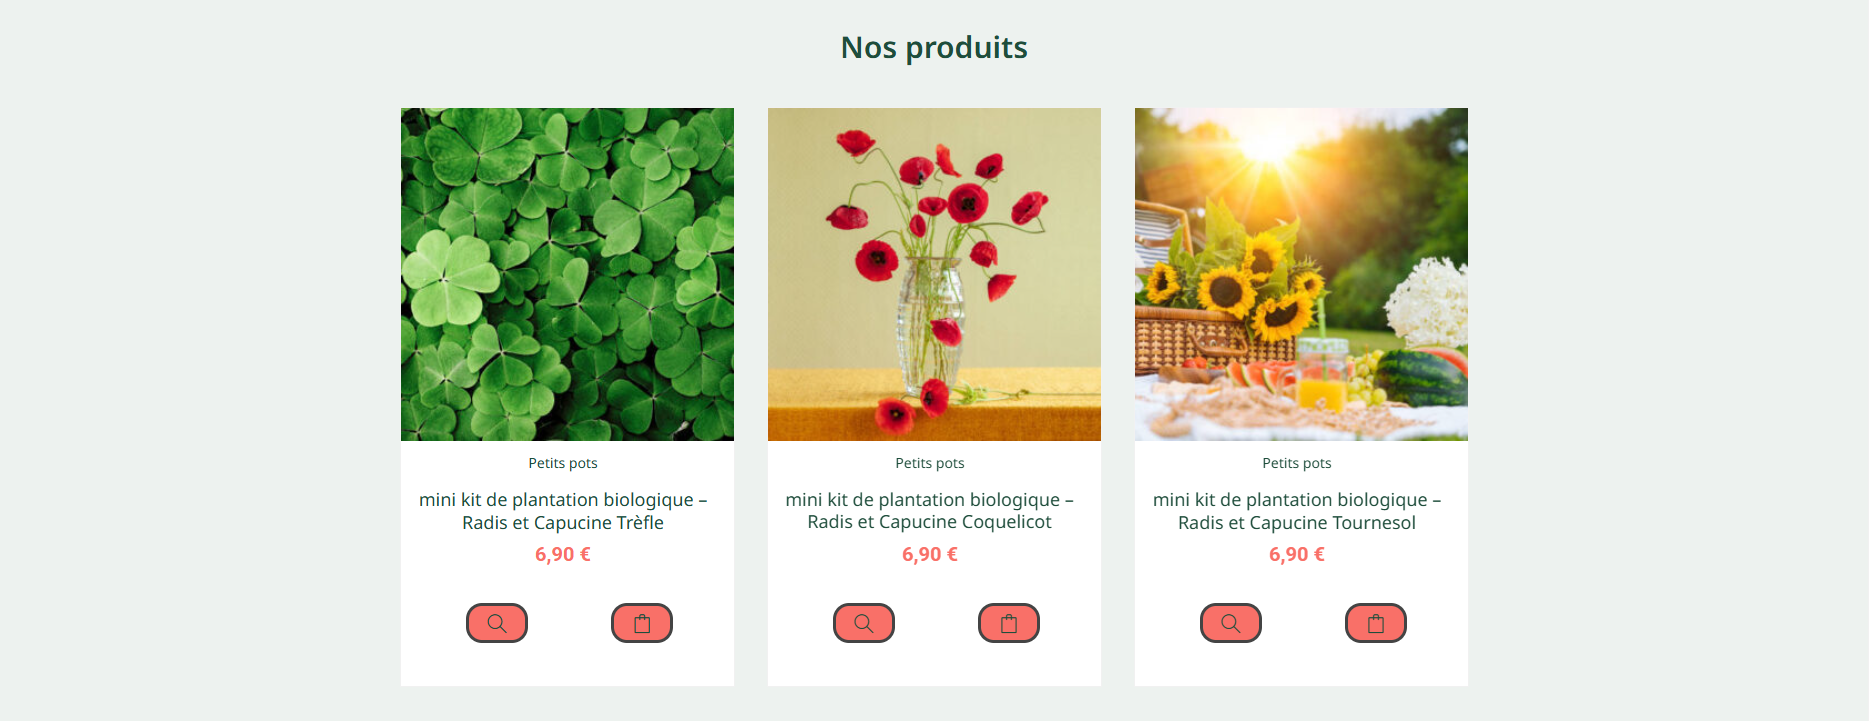 Nos produits
Petits pots
mini kit de plantation biologique –
Radis et Capucine Trèfle
6,90 €
Petits pots
mini kit de plantation biologique –
Radis et Capucine Coquelicot
6,90 €
Petits pots
mini kit de plantation biologique –
Radis et Capucine Tournesol
6,90 €